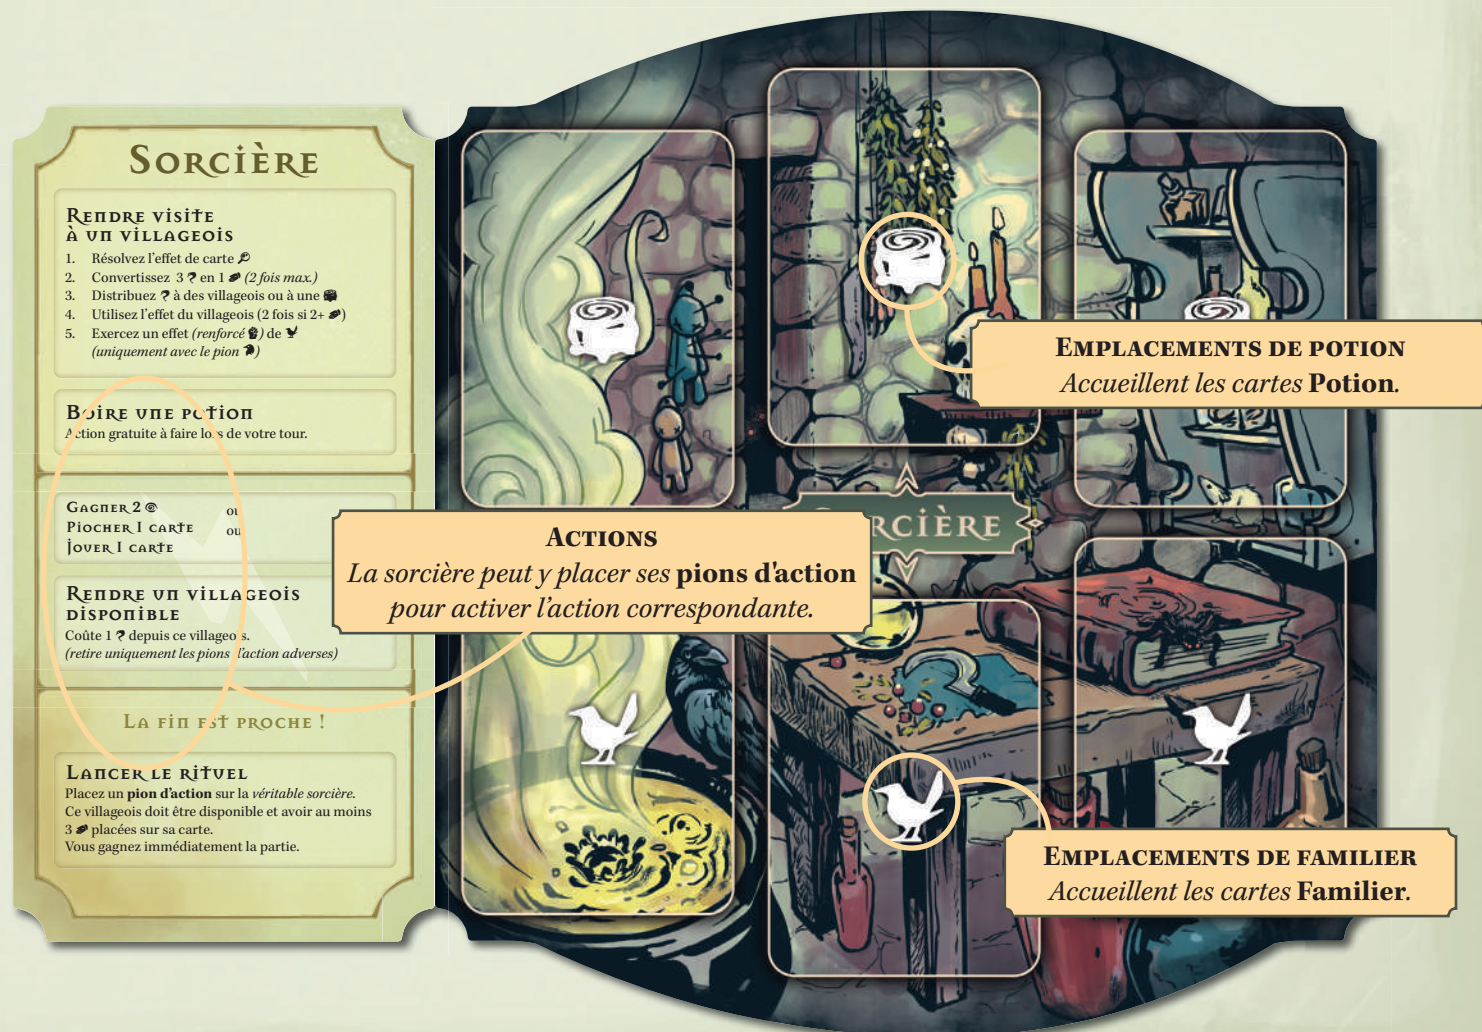 Sorcière
Rendre visite
à un villageois
1. Résolvez l'effet de carte
2. Convertissez 3 en 1 (2 fois max.)
3. Distribuez à des villageois ou à une
4. Utilisez l'effet du villageois (2 fois si 2+ )
5. Exercez un effet (renforcé ) de
(uniquement avec le pion )
Boire une potion
Action gratuite à faire lors de votre tour.
Gagner 2 ou
Piocher 1 carte ou
Jouer 1 carte
Rendre un villageois
disponible
Coûte 1 depuis ce villageois.
(retire uniquement les pions d'action adverses)
La fin est proche !
Lancer le rituel
Placez un pion d'action sur la véritable sorcière.
Ce villageois doit être disponible et avoir au moins
3 placées sur sa carte.
Vous gagnez immédiatement la partie.
Emplacements de potion
Accueillent les cartes Potion.
rcière
Actions
La sorcière peut y placer ses pions d'action
pour activer l'action correspondante.
Emplacements de familier
Accueillent les cartes Familier.